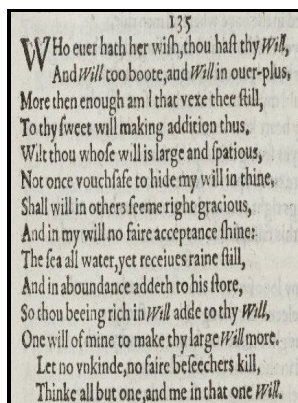 135
WHo euer hath her wiſh,thou haſt thy Will,
And Will too boote,and Will in ouer-plus,
More then enough am I that vexe thee ſtill,
To thy ſweet will making addition thus.
Wilt thou whoſe will is large and ſpatious,
Not once vouchſafe to hide my will in thine,
Shall will in others ſeeme right gracious,
And in my will no faire acceptance ſhine:
The ſea all water,yet receiues raine ſtill,
And in aboundance addeth to his ſtore,
So thou beeing rich in Will adde to thy Will,
One will of mine to make thy large Will more.
Let no vnkinde,no faire beſeechers kill,
Thinke all but one,and me in that one Will.